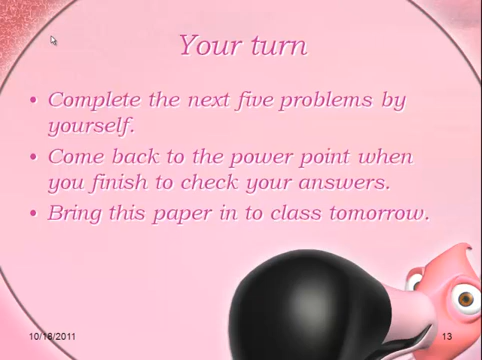 Your turn
• Complete the next five problems by
yourself.
• Come back to the power point when
you finish to check your answers.
• Bring this paper in to class tomorrow.
10/18/2011
13